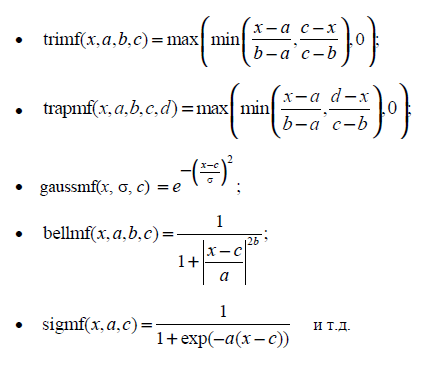 • trimf(x,a,b,c) = max(min((x−a)/(b−a), (c−x)/(c−b)),0);
• trapmf(x,a,b,c,d) = max(min((x−a)/(b−a), (d−x)/(c−b)),0);
• gaussmf(x, σ, c) = e^(−((x−c)/σ)^2);
• bellmf(x,a,b,c) = 1/(1+|(x−c)/a|^(2b));
• sigmf(x,a,c) = 1/(1+exp(−a(x−c))) и т.д.